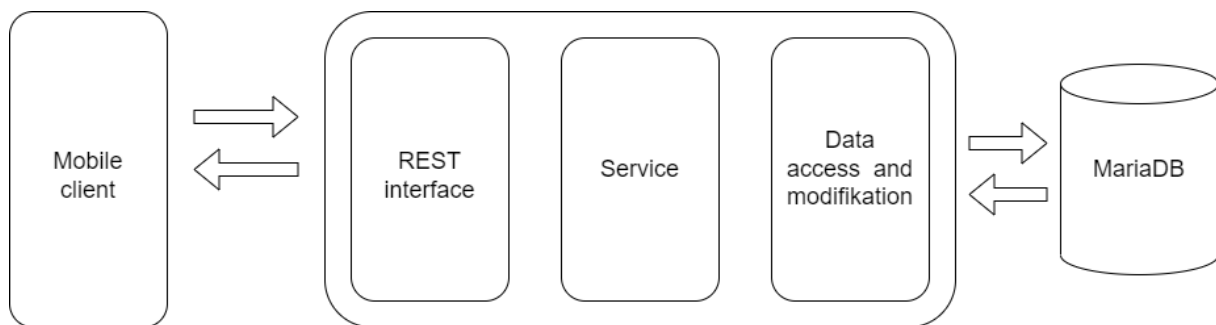 Mobile
client
REST
interface
Service
Data
access and
modifikation
MariaDB